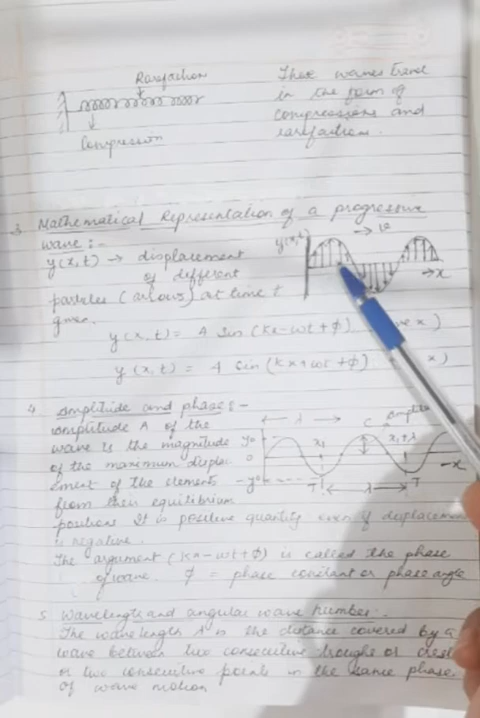 Rarefaction
Compression
These waves travel
in the form of
compressions and
rarefaction.
3 Mathematical Representation of a progressive
wave:-
y(x,t) → displacement
of different
particles (arrows) at time t
given.
y(x,t)
→ v
→ x
y(x,t) = A Sin (kx-ωt+ϕ)
y(x,t) = A Sin (kx+ωt+ϕ)
4 Amplitude and phase:-
amplitude A of the
wave is the magnitude
of the maximum displace
ment of the elements
from their equilibrium
position It is positive quantity even if displacement
is negative.
← λ →
C
x1
x1+λ
0
x
T
← λ →
T
The argument (kx-ωt+ϕ) is called the phase
of wave. ϕ = phase constant or phase angle
5 Wavelength and angular wave number:-
The wavelength λ is the distance covered by a
wave between two consecutive troughs or crest
or two consecutive points in the same phase
of wave motion